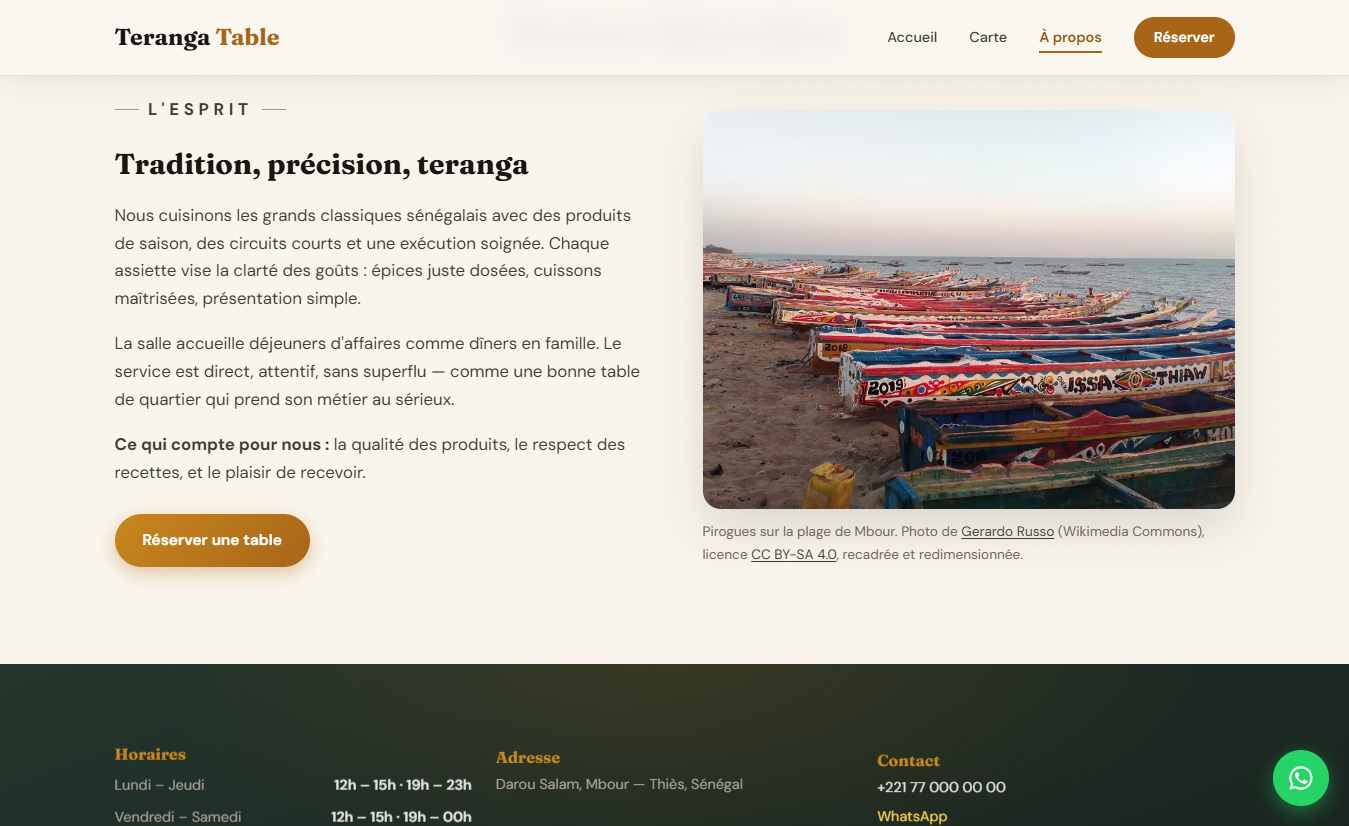 Teranga Table
Accueil
Carte
À propos
Réserver
L'ESPRIT
Tradition, précision, teranga
Nous cuisinons les grands classiques sénégalais avec des produits
de saison, des circuits courts et une exécution soignée. Chaque
assiette vise la clarté des goûts : épices juste dosées, cuissons
maîtrisées, présentation simple.
La salle accueille déjeuners d'affaires comme dîners en famille. Le
service est direct, attentif, sans superflu — comme une bonne table
de quartier qui prend son métier au sérieux.
Ce qui compte pour nous : la qualité des produits, le respect des
recettes, et le plaisir de recevoir.
Réserver une table
2018
2019
ISSA THIAW
Pirogues sur la plage de Mbour. Photo de Gerardo Russo (Wikimedia Commons),
licence CC BY-SA 4.0, recadrée et redimensionnée.
Horaires
Lundi – Jeudi 12h – 15h · 19h – 23h
Vendredi – Samedi 12h – 15h · 19h – 00h
Adresse
Darou Salam, Mbour — Thiès, Sénégal
Contact
+221 77 000 00 00
WhatsApp